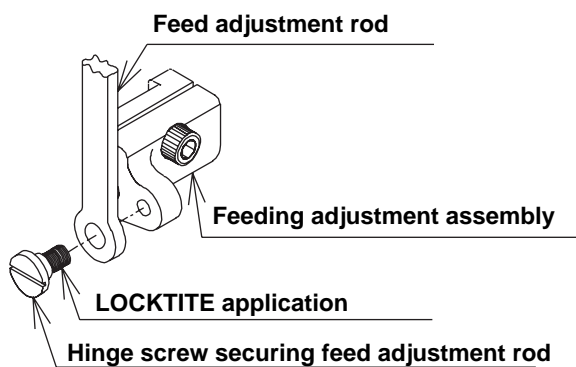 Feed adjustment rod
Feeding adjustment assembly
LOCKTITE application
Hinge screw securing feed adjustment rod